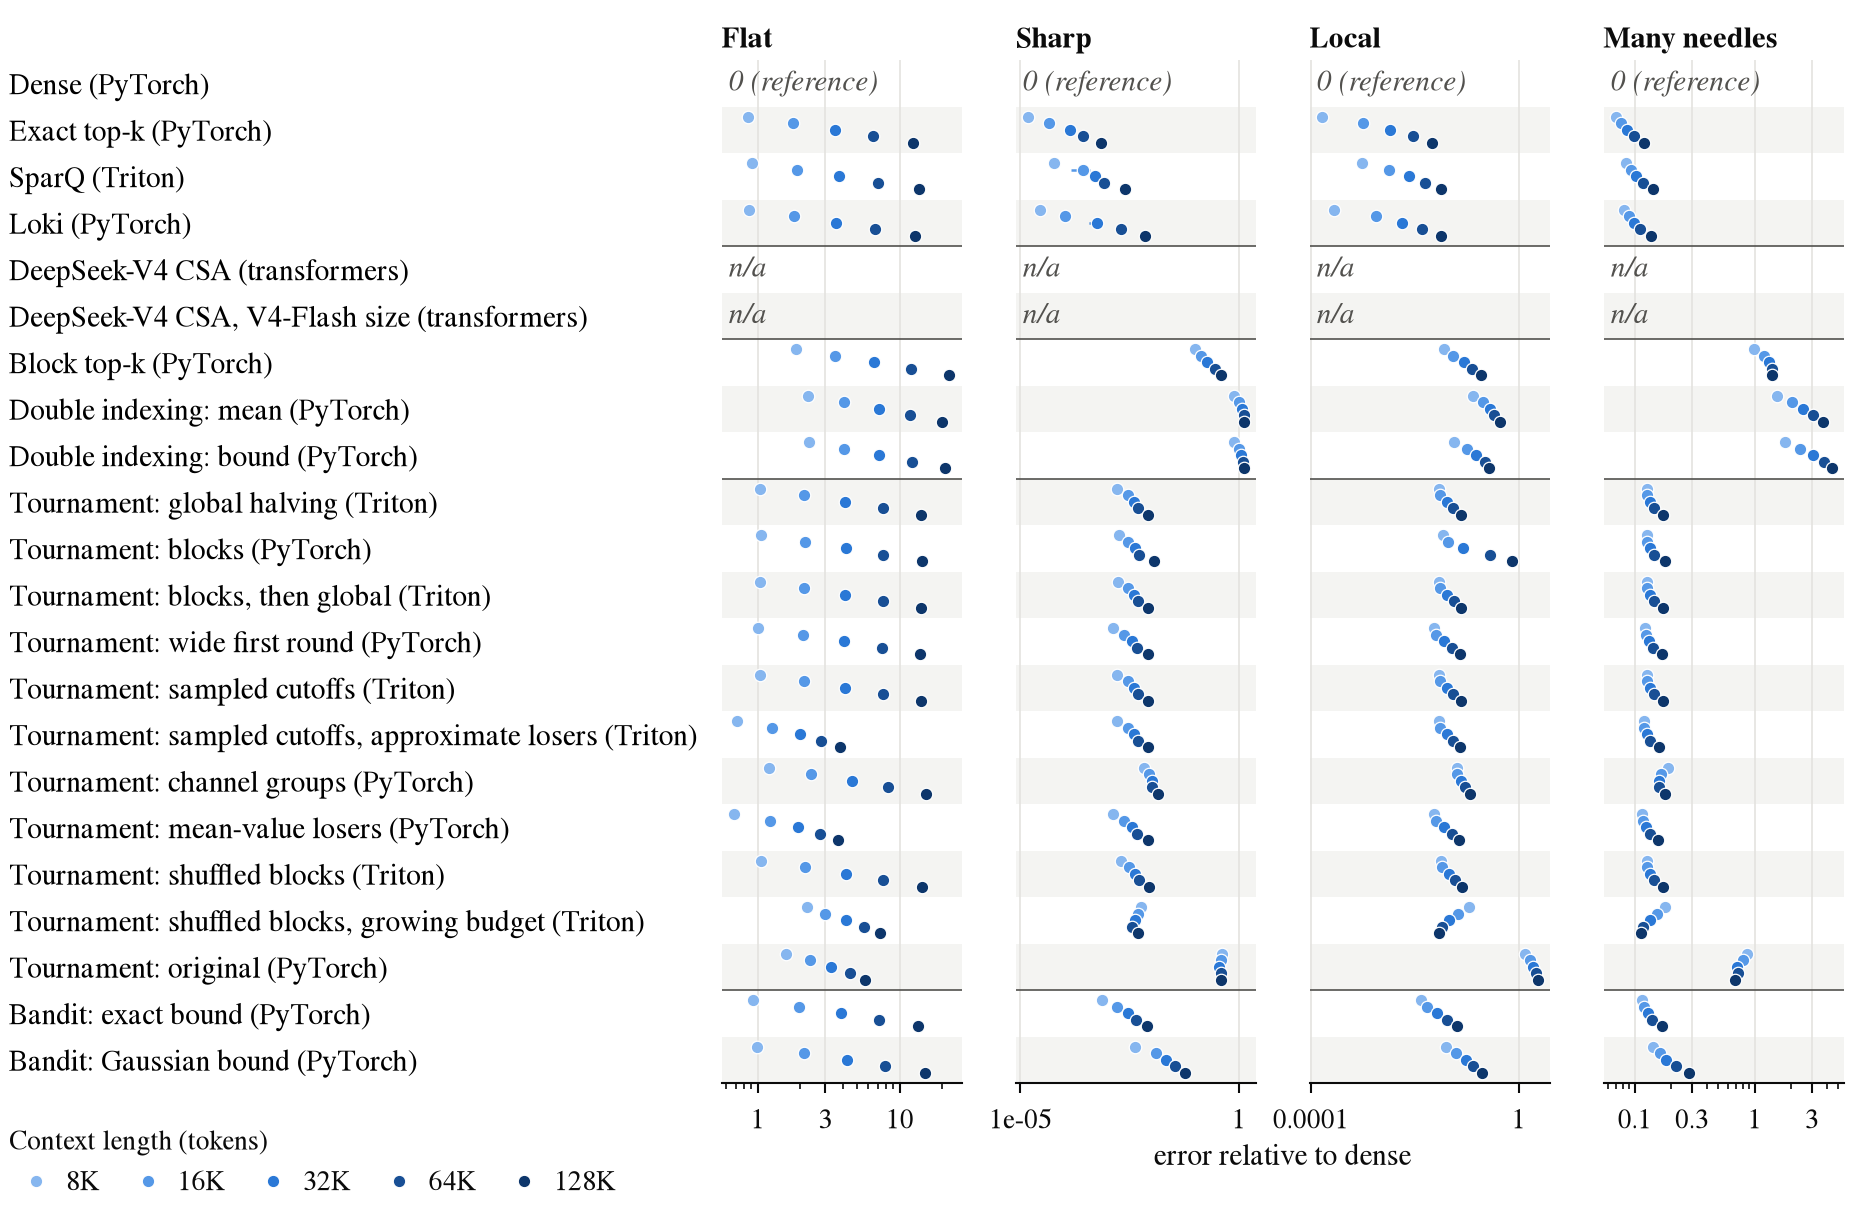 Flat Sharp Local Many needles
Dense (PyTorch) 0 (reference) 0 (reference) 0 (reference) 0 (reference)
Exact top-k (PyTorch)
SparQ (Triton)
Loki (PyTorch)
DeepSeek-V4 CSA (transformers) n/a n/a n/a n/a
DeepSeek-V4 CSA, V4-Flash size (transformers) n/a n/a n/a n/a
Block top-k (PyTorch)
Double indexing: mean (PyTorch)
Double indexing: bound (PyTorch)
Tournament: global halving (Triton)
Tournament: blocks (PyTorch)
Tournament: blocks, then global (Triton)
Tournament: wide first round (PyTorch)
Tournament: sampled cutoffs (Triton)
Tournament: sampled cutoffs, approximate losers (Triton)
Tournament: channel groups (PyTorch)
Tournament: mean-value losers (PyTorch)
Tournament: shuffled blocks (Triton)
Tournament: shuffled blocks, growing budget (Triton)
Tournament: original (PyTorch)
Bandit: exact bound (PyTorch)
Bandit: Gaussian bound (PyTorch)
1 3 10 1e-05 1 0.0001 1 0.1 0.3 1 3
error relative to dense
Context length (tokens)
8K 16K 32K 64K 128K